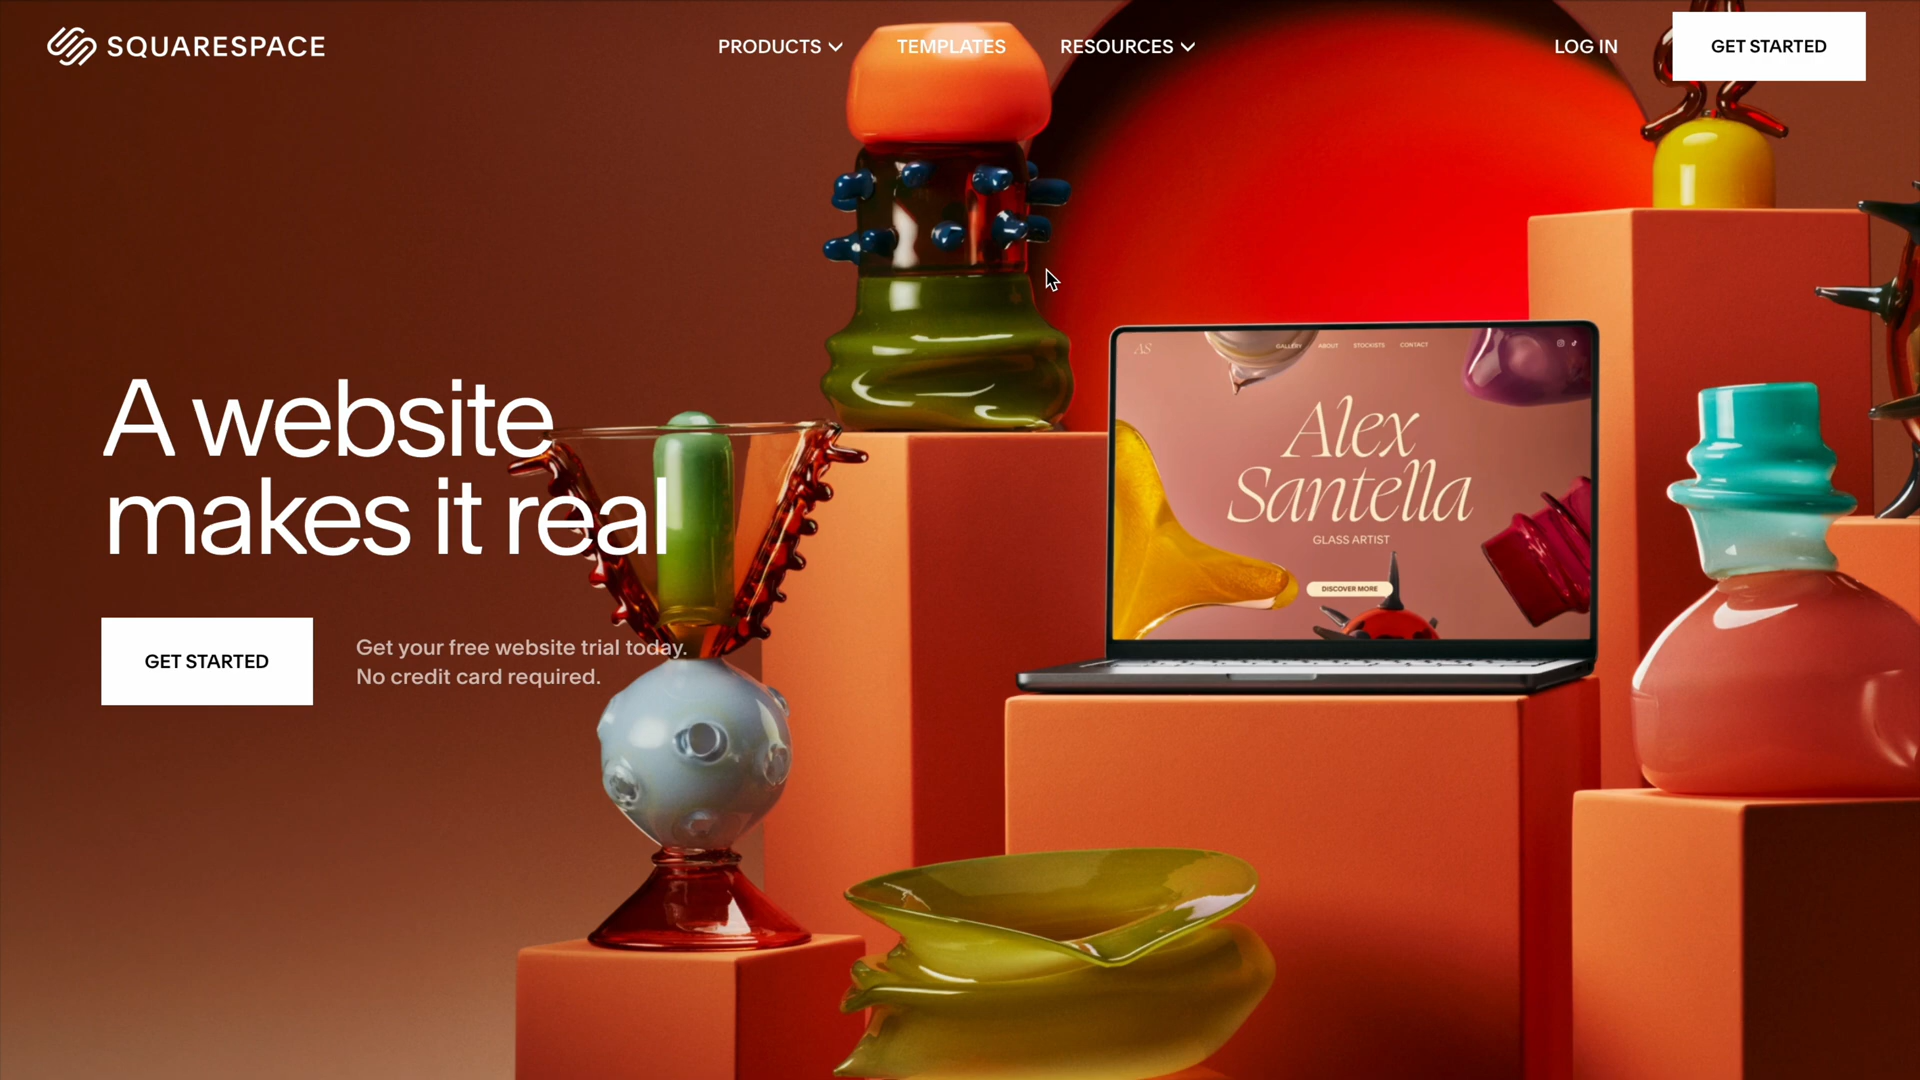 SQUARESPACE
PRODUCTS
TEMPLATES
RESOURCES
LOG IN
GET STARTED
A website
makes it real
GET STARTED
Get your free website trial today.
No credit card required.
AS
GALLERY
ABOUT
STOCKISTS
CONTACT
Alex
Santella
GLASS ARTIST
DISCOVER MORE